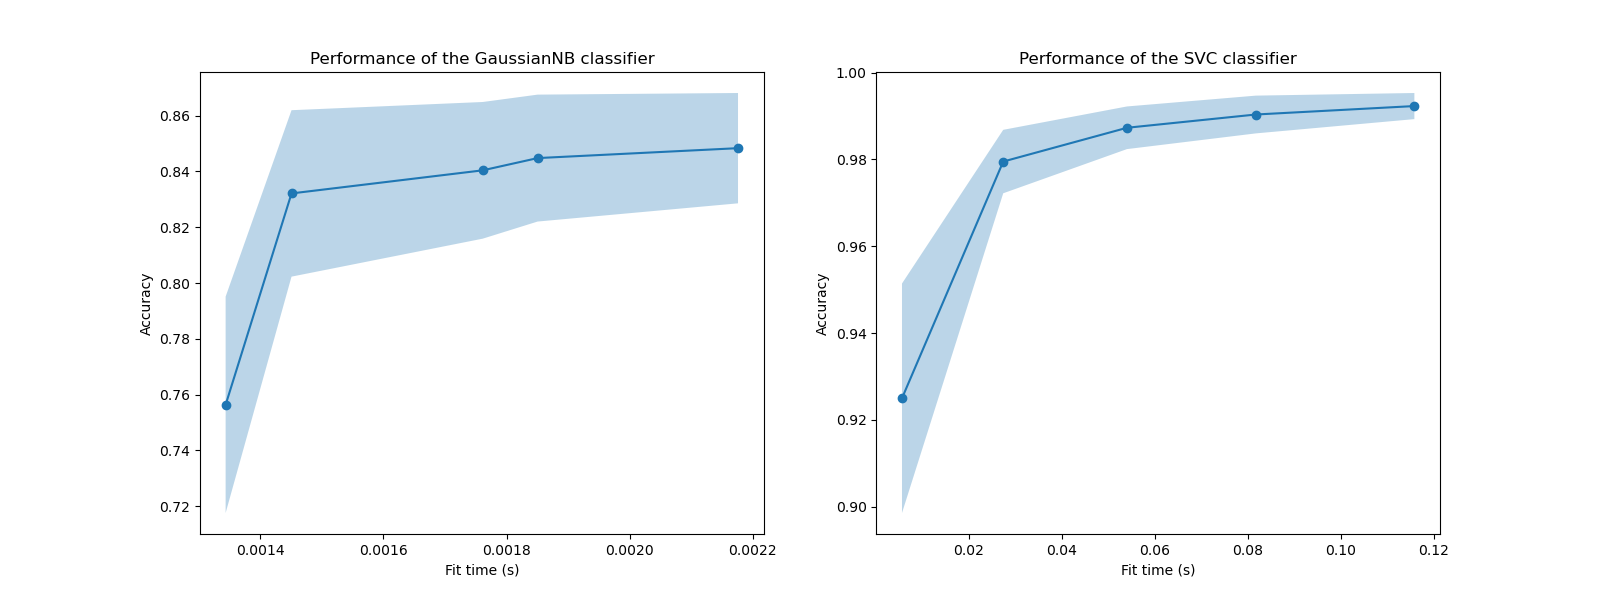 Performance of the GaussianNB classifier
0.86
0.84
0.82
0.80
0.78
0.76
0.74
0.72
Accuracy
0.0014 0.0016 0.0018 0.0020 0.0022
Fit time (s)
Performance of the SVC classifier
1.00
0.98
0.96
0.94
0.92
0.90
Accuracy
0.02 0.04 0.06 0.08 0.10 0.12
Fit time (s)